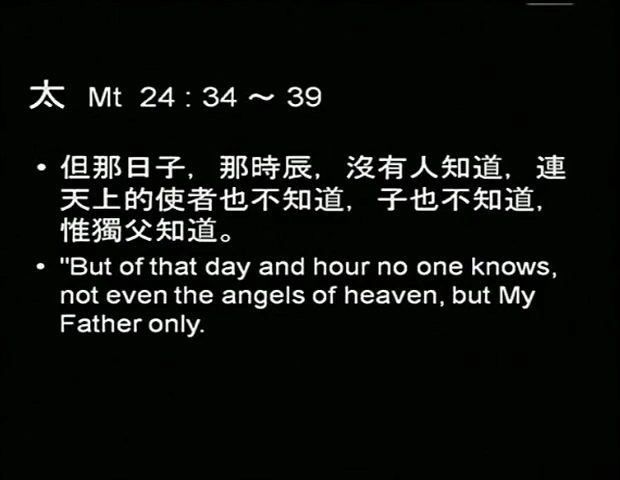 太 Mt 24 : 34 ~ 39
• 但那日子, 那時辰, 沒有人知道, 連
天上的使者也不知道, 子也不知道,
惟獨父知道。
• "But of that day and hour no one knows,
not even the angels of heaven, but My
Father only.